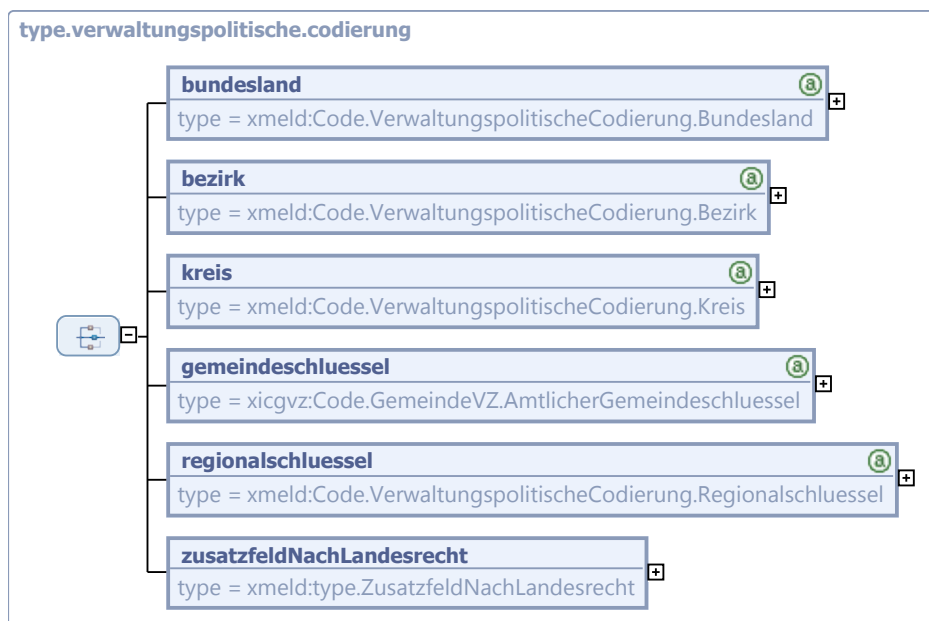 type.verwaltungspolitische.codierung
bundesland
type = xmeld:Code.VerwaltungspolitischeCodierung.Bundesland
bezirk
type = xmeld:Code.VerwaltungspolitischeCodierung.Bezirk
kreis
type = xmeld:Code.VerwaltungspolitischeCodierung.Kreis
gemeindeschluessel
type = xicgvz:Code.GemeindeVZ.AmtlicherGemeindeschluessel
regionalschluessel
type = xmeld:Code.VerwaltungspolitischeCodierung.Regionalschluessel
zusatzfeldNachLandesrecht
type = xmeld:type.ZusatzfeldNachLandesrecht